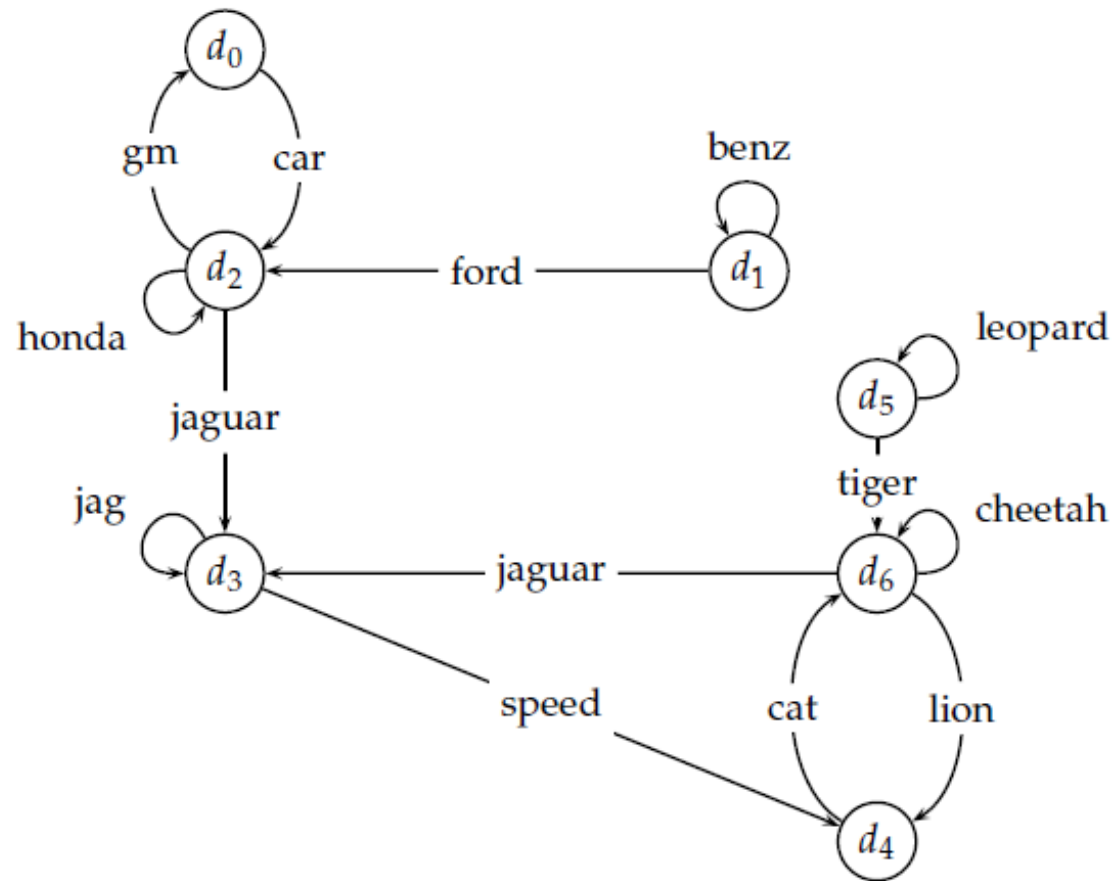 d₀
gm
car
benz
d₂
ford
d₁
honda
leopard
d₅
jaguar
tiger
jag
cheetah
d₃
jaguar
d₆
speed
cat
lion
d₄